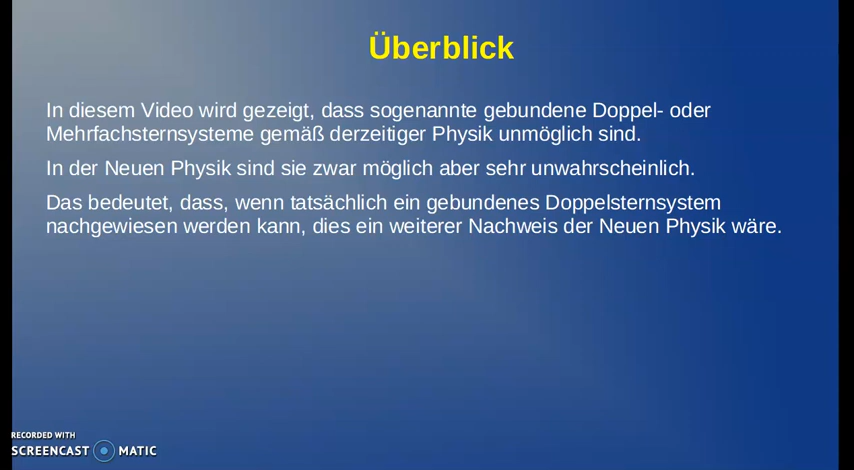 Überblick
In diesem Video wird gezeigt, dass sogenannte gebundene Doppel- oder
Mehrfachsternsysteme gemäß derzeitiger Physik unmöglich sind.
In der Neuen Physik sind sie zwar möglich aber sehr unwahrscheinlich.
Das bedeutet, dass, wenn tatsächlich ein gebundenes Doppelsternsystem
nachgewiesen werden kann, dies ein weiterer Nachweis der Neuen Physik wäre.
RECORDED WITH
SCREENCAST MATIC